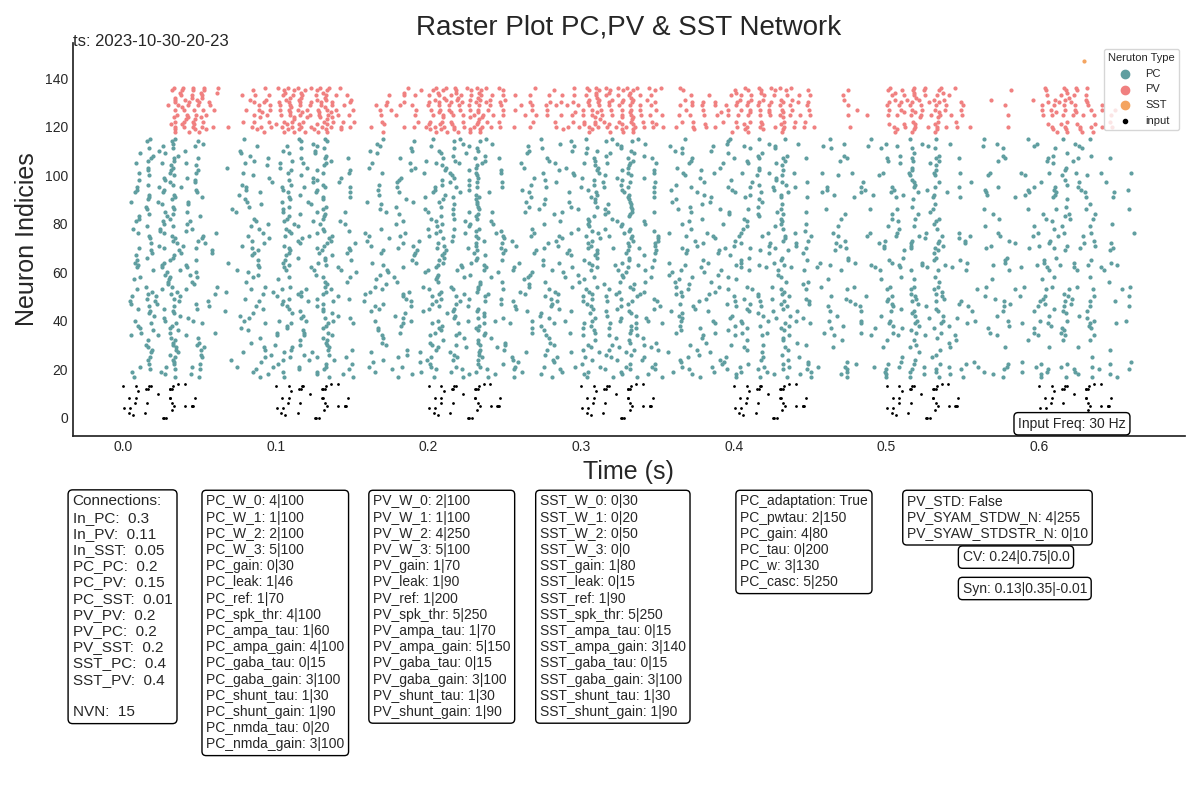 Raster Plot PC,PV & SST Network
ts: 2023-10-30-20-23
Neuron Indicies
140
120
100
80
60
40
20
0
Neruton Type
PC
PV
SST
input
Input Freq: 30 Hz
0.0 0.1 0.2 0.3 0.4 0.5 0.6
Time (s)
Connections:
In_PC: 0.3
In_PV: 0.11
In_SST: 0.05
PC_PC: 0.2
PC_PV: 0.15
PC_SST: 0.01
PV_PV: 0.2
PV_PC: 0.2
PV_SST: 0.2
SST_PC: 0.4
SST_PV: 0.4
NVN: 15
PC_W_0: 4|100
PC_W_1: 1|100
PC_W_2: 2|100
PC_W_3: 5|100
PC_gain: 0|30
PC_leak: 1|46
PC_ref: 1|70
PC_spk_thr: 4|100
PC_ampa_tau: 1|60
PC_ampa_gain: 4|100
PC_gaba_tau: 0|15
PC_gaba_gain: 3|100
PC_shunt_tau: 1|30
PC_shunt_gain: 1|90
PC_nmda_tau: 0|20
PC_nmda_gain: 3|100
PV_W_0: 2|100
PV_W_1: 1|100
PV_W_2: 4|250
PV_W_3: 5|100
PV_gain: 1|70
PV_leak: 1|90
PV_ref: 1|200
PV_spk_thr: 5|250
PV_ampa_tau: 1|70
PV_ampa_gain: 5|150
PV_gaba_tau: 0|15
PV_gaba_gain: 3|100
PV_shunt_tau: 1|30
PV_shunt_gain: 1|90
SST_W_0: 0|30
SST_W_1: 0|20
SST_W_2: 0|50
SST_W_3: 0|0
SST_gain: 1|80
SST_leak: 0|15
SST_ref: 1|90
SST_spk_thr: 5|250
SST_ampa_tau: 0|15
SST_ampa_gain: 3|140
SST_gaba_tau: 0|15
SST_gaba_gain: 3|100
SST_shunt_tau: 1|30
SST_shunt_gain: 1|90
PC_adaptation: True
PC_pwtau: 2|150
PC_gain: 4|80
PC_tau: 0|200
PC_w: 3|130
PC_casc: 5|250
PV_STD: False
PV_SYAM_STDW_N: 4|255
PV_SYAW_STDSTR_N: 0|10
CV: 0.24|0.75|0.0
Syn: 0.13|0.35|-0.01